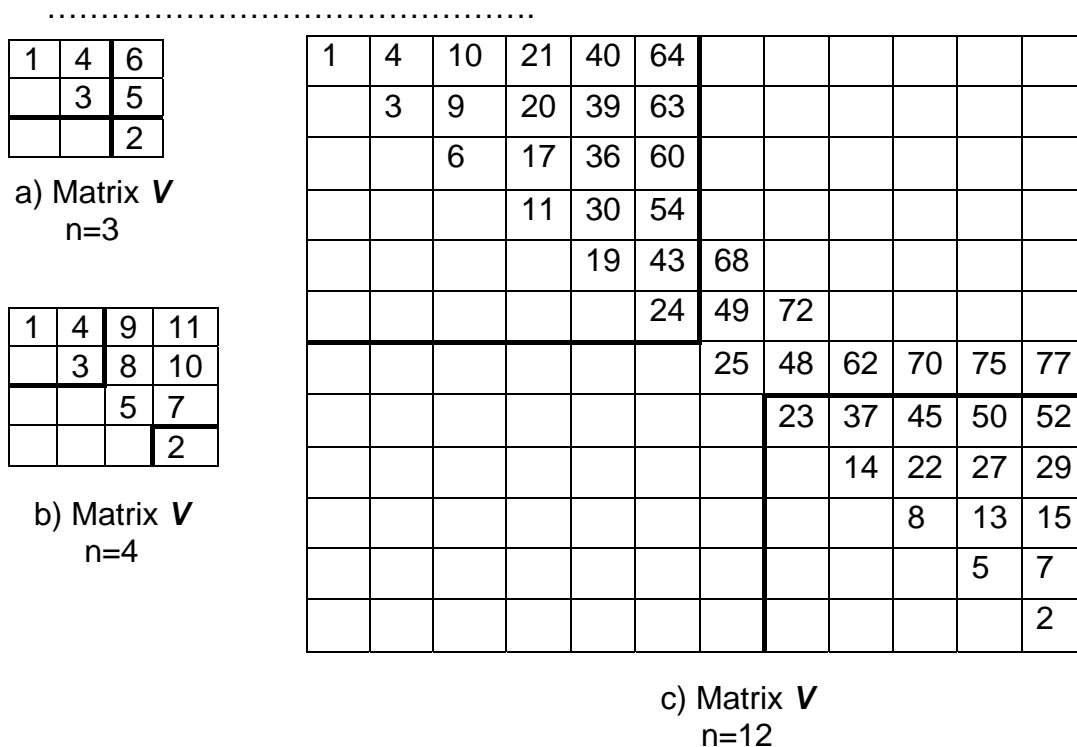 ……………………………………….
1 4 6
3 5
2
a) Matrix V
n=3
1 4 9 11
3 8 10
5 7
2
b) Matrix V
n=4
1 4 10 21 40 64
3 9 20 39 63
6 17 36 60
11 30 54
19 43 68
24 49 72
25 48 62 70 75 77
23 37 45 50 52
14 22 27 29
8 13 15
5 7
2
c) Matrix V
n=12